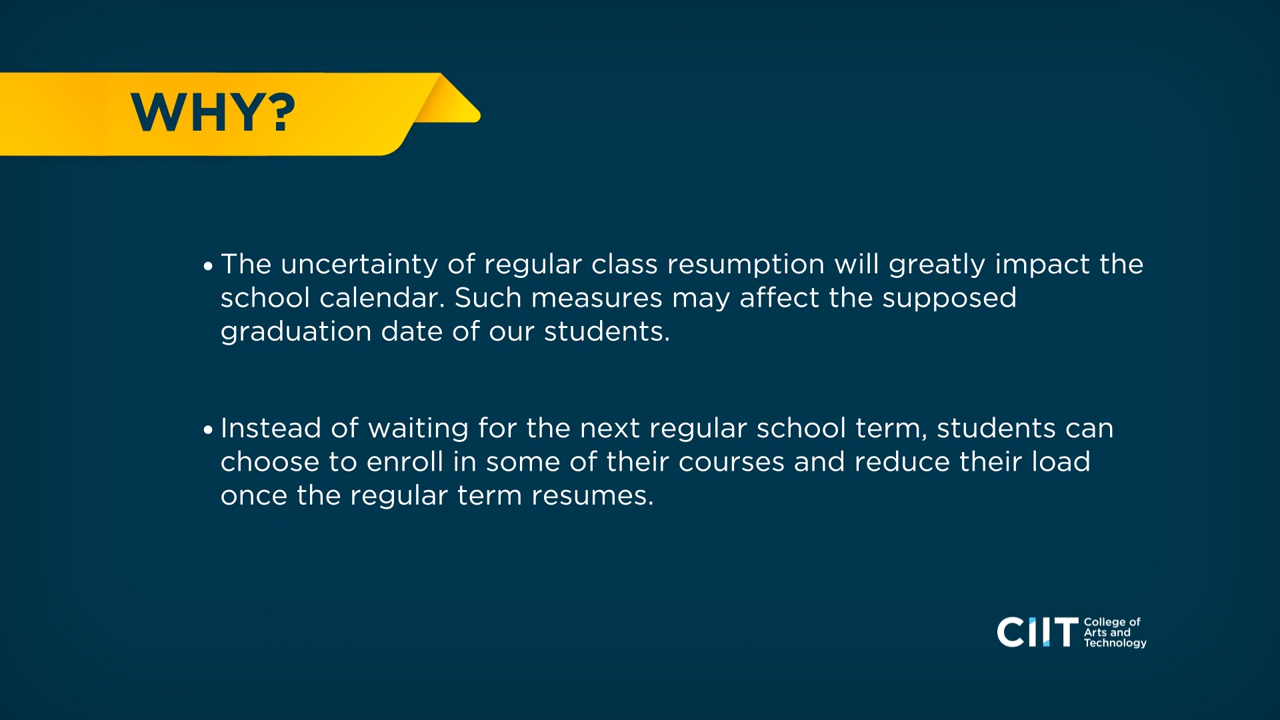 WHY?
• The uncertainty of regular class resumption will greatly impact the
school calendar. Such measures may affect the supposed
graduation date of our students.
• Instead of waiting for the next regular school term, students can
choose to enroll in some of their courses and reduce their load
once the regular term resumes.
CIIT
College of
Arts and
Technology